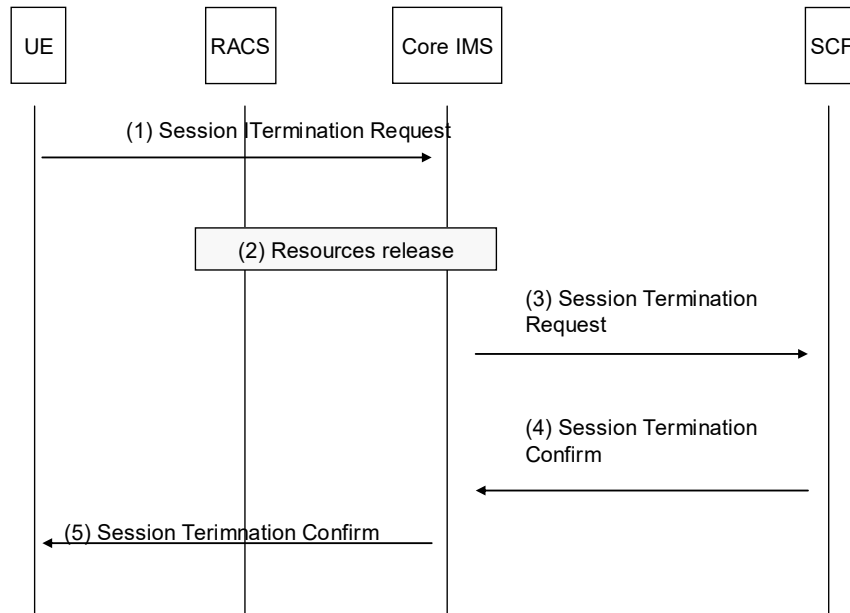 UE
RACS
Core IMS
SCF
(1) Session ITermination Request
(2) Resources release
(3) Session Termination
Request
(4) Session Termination
Confirm
(5) Session Terimnation Confirm